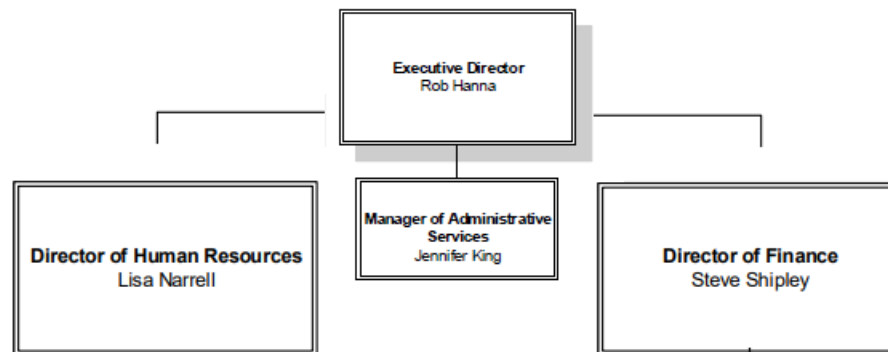 Executive Director
Rob Hanna
Manager of Administrative
Services
Jennifer King
Director of Human Resources
Lisa Narrell
Director of Finance
Steve Shipley